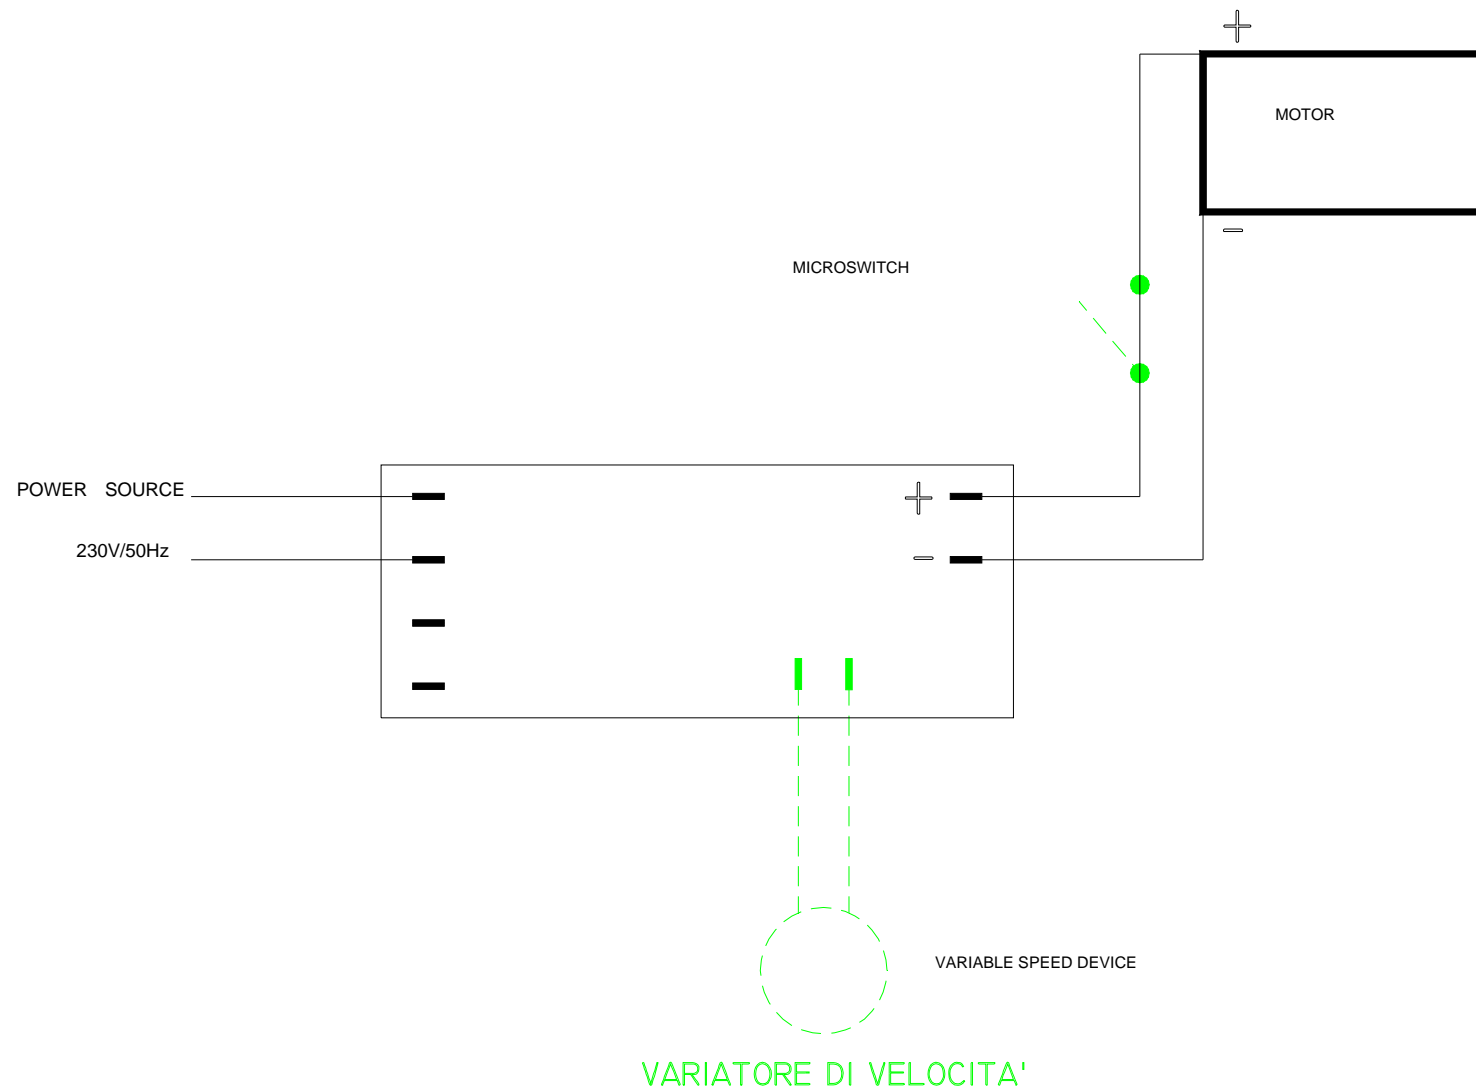 +
MOTOR
-
MICROSWITCH
POWER SOURCE
+
230V/50Hz
-
VARIABLE SPEED DEVICE
VARIATORE DI VELOCITA'